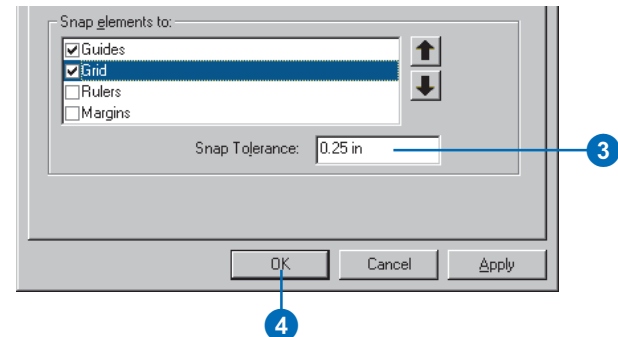 Snap elements to:
Guides
Grid
Rulers
Margins
Snap Tolerance: 0.25 in
3
OK Cancel Apply
4